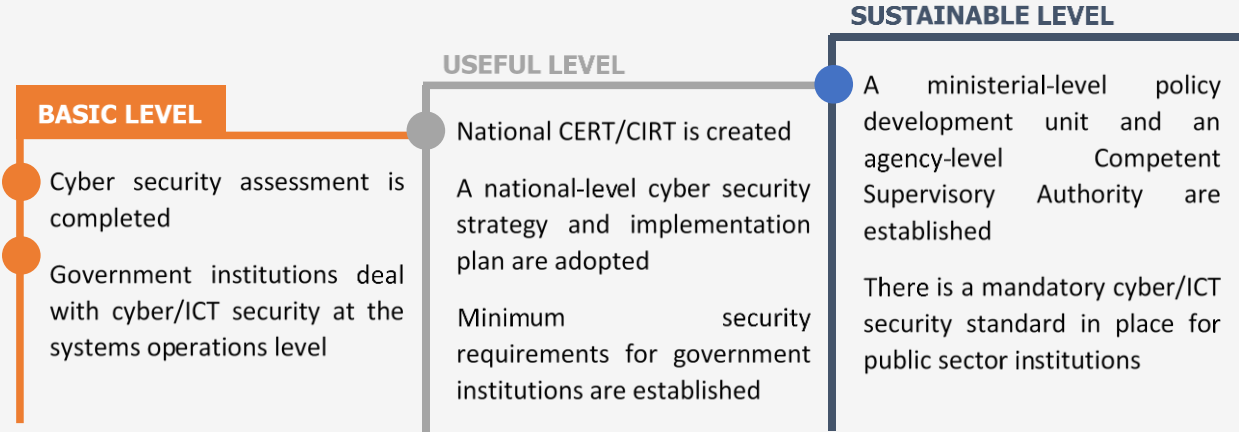 BASIC LEVEL
Cyber security assessment is
completed
Government institutions deal
with cyber/ICT security at the
systems operations level
USEFUL LEVEL
National CERT/CIRT is created
A national-level cyber security
strategy and implementation
plan are adopted
Minimum security
requirements for government
institutions are established
SUSTAINABLE LEVEL
A ministerial-level policy
development unit and an
agency-level Competent
Supervisory Authority are
established
There is a mandatory cyber/ICT
security standard in place for
public sector institutions